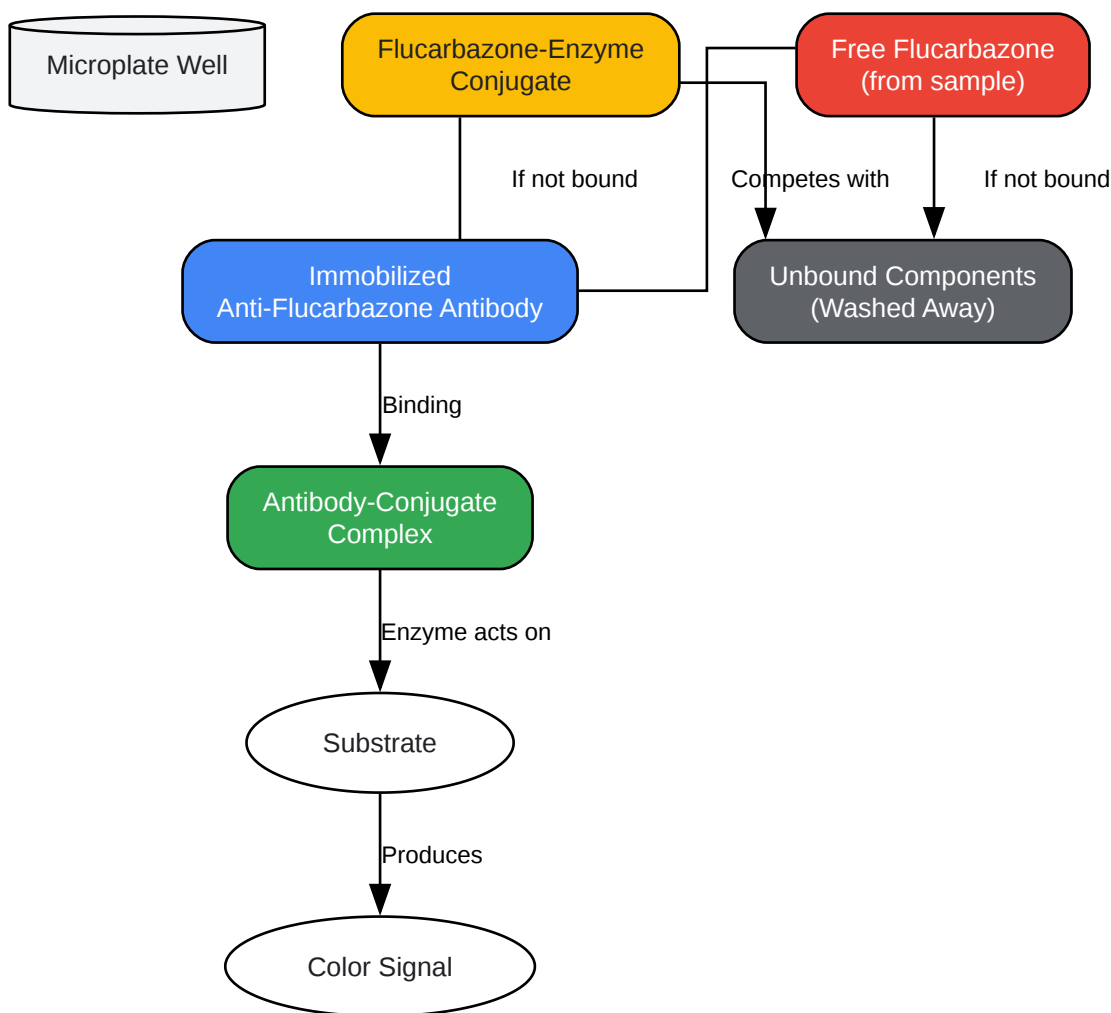 Microplate Well
Flucarbazone-Enzyme
Conjugate
Free Flucarbazone
(from sample)
If not bound
Competes with
If not bound
Immobilized
Anti-Flucarbazone Antibody
Unbound Components
(Washed Away)
Binding
Antibody-Conjugate
Complex
Enzyme acts on
Substrate
Produces
Color Signal